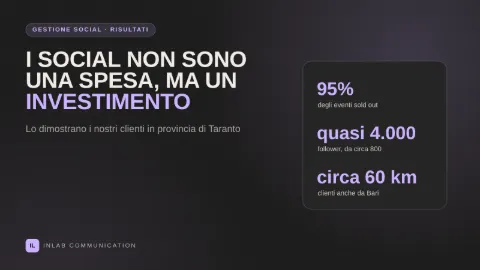 GESTIONE SOCIAL · RISULTATI
I SOCIAL NON SONO
UNA SPESA, MA UN
INVESTIMENTO
Lo dimostrano i nostri clienti in provincia di Taranto
95%
degli eventi sold out
quasi 4.000
follower, da circa 800
circa 60 km
clienti anche da Bari
IL INLAB COMMUNICATION